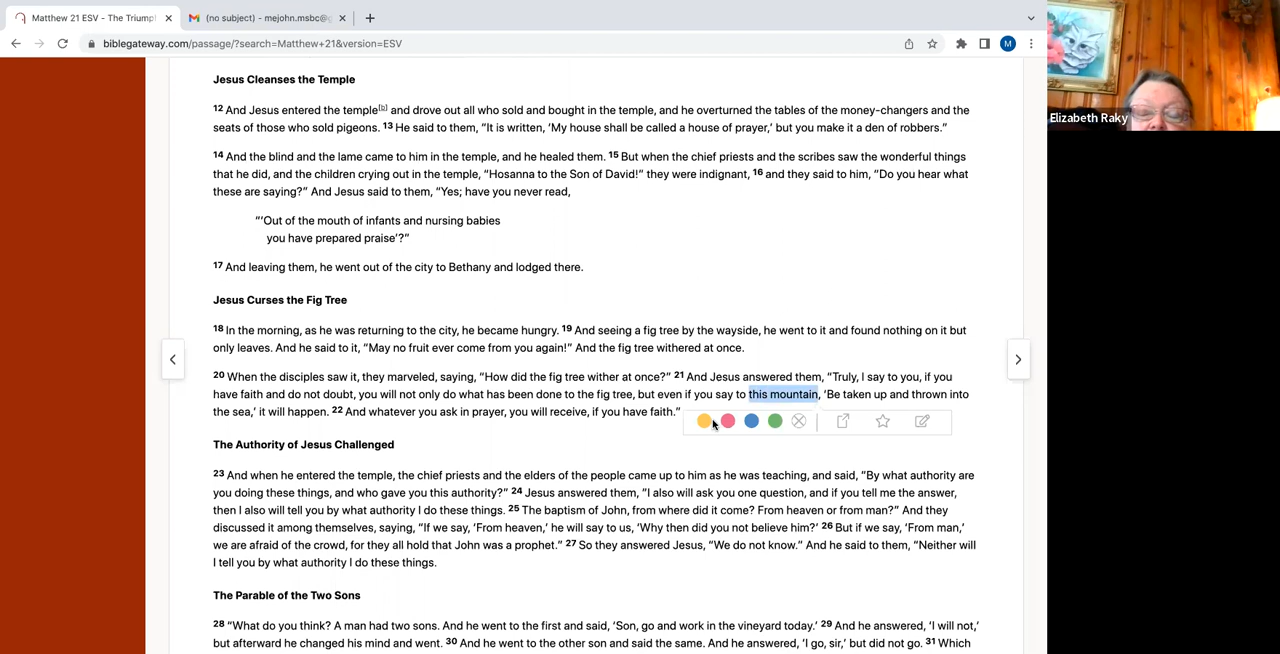 Matthew 21 ESV - The Triump
(no subject) - mejohn.msbc@g
biblegateway.com/passage/?search=Matthew+21&version=ESV
M
Elizabeth Raky
Jesus Cleanses the Temple
12 And Jesus entered the temple[b] and drove out all who sold and bought in the temple, and he overturned the tables of the money-changers and the
seats of those who sold pigeons. 13 He said to them, “It is written, ‘My house shall be called a house of prayer,’ but you make it a den of robbers.”
14 And the blind and the lame came to him in the temple, and he healed them. 15 But when the chief priests and the scribes saw the wonderful things
that he did, and the children crying out in the temple, “Hosanna to the Son of David!” they were indignant, 16 and they said to him, “Do you hear what
these are saying?” And Jesus said to them, “Yes; have you never read,
“‘Out of the mouth of infants and nursing babies
you have prepared praise’?”
17 And leaving them, he went out of the city to Bethany and lodged there.
Jesus Curses the Fig Tree
18 In the morning, as he was returning to the city, he became hungry. 19 And seeing a fig tree by the wayside, he went to it and found nothing on it but
only leaves. And he said to it, “May no fruit ever come from you again!” And the fig tree withered at once.
20 When the disciples saw it, they marveled, saying, “How did the fig tree wither at once?” 21 And Jesus answered them, “Truly, I say to you, if you
have faith and do not doubt, you will not only do what has been done to the fig tree, but even if you say to this mountain, ‘Be taken up and thrown into
the sea,’ it will happen. 22 And whatever you ask in prayer, you will receive, if you have faith.”
The Authority of Jesus Challenged
23 And when he entered the temple, the chief priests and the elders of the people came up to him as he was teaching, and said, “By what authority are
you doing these things, and who gave you this authority?” 24 Jesus answered them, “I also will ask you one question, and if you tell me the answer,
then I also will tell you by what authority I do these things. 25 The baptism of John, from where did it come? From heaven or from man?” And they
discussed it among themselves, saying, “If we say, ‘From heaven,’ he will say to us, ‘Why then did you not believe him?’ 26 But if we say, ‘From man,’
we are afraid of the crowd, for they all hold that John was a prophet.” 27 So they answered Jesus, “We do not know.” And he said to them, “Neither will
I tell you by what authority I do these things.
The Parable of the Two Sons
28 “What do you think? A man had two sons. And he went to the first and said, ‘Son, go and work in the vineyard today.’ 29 And he answered, ‘I will not,’
but afterward he changed his mind and went. 30 And he went to the other son and said the same. And he answered, ‘I go, sir,’ but did not go. 31 Which